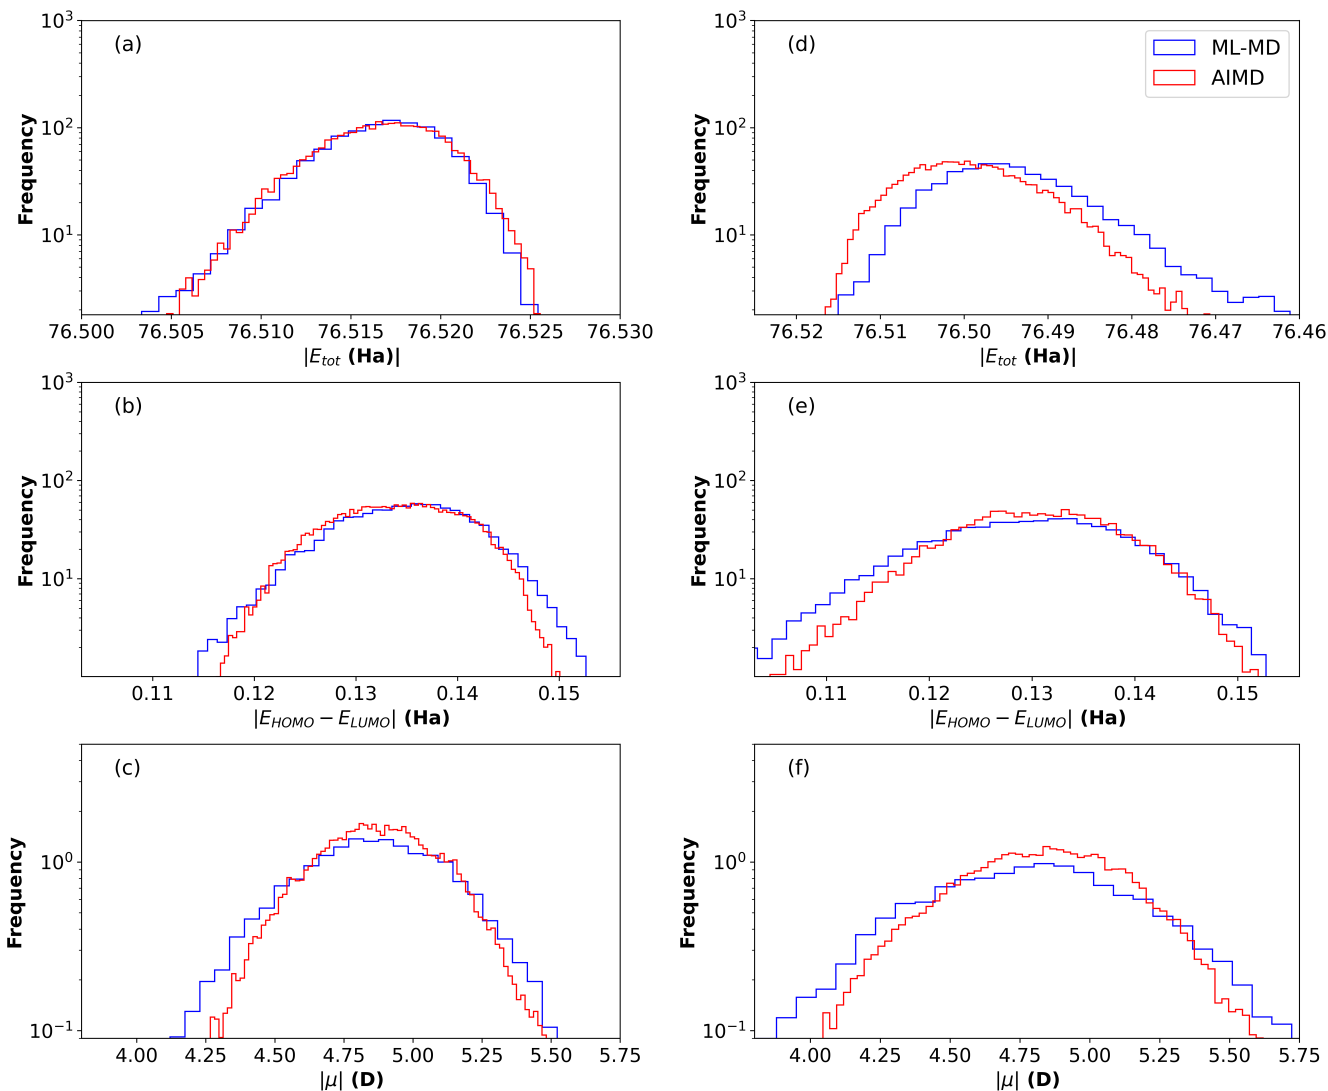 (a)
Frequency
10³
10²
10¹
76.500 76.505 76.510 76.515 76.520 76.525 76.530
|E_tot (Ha)|
(d)
ML-MD
AIMD
Frequency
10³
10²
10¹
76.52 76.51 76.50 76.49 76.48 76.47 76.46
|E_tot (Ha)|
(b)
Frequency
10³
10²
10¹
0.11 0.12 0.13 0.14 0.15
|E_HOMO − E_LUMO| (Ha)
(e)
Frequency
10³
10²
10¹
0.11 0.12 0.13 0.14 0.15
|E_HOMO − E_LUMO| (Ha)
(c)
Frequency
10⁰
10⁻¹
4.00 4.25 4.50 4.75 5.00 5.25 5.50 5.75
|μ| (D)
(f)
Frequency
10⁰
10⁻¹
4.00 4.25 4.50 4.75 5.00 5.25 5.50 5.75
|μ| (D)